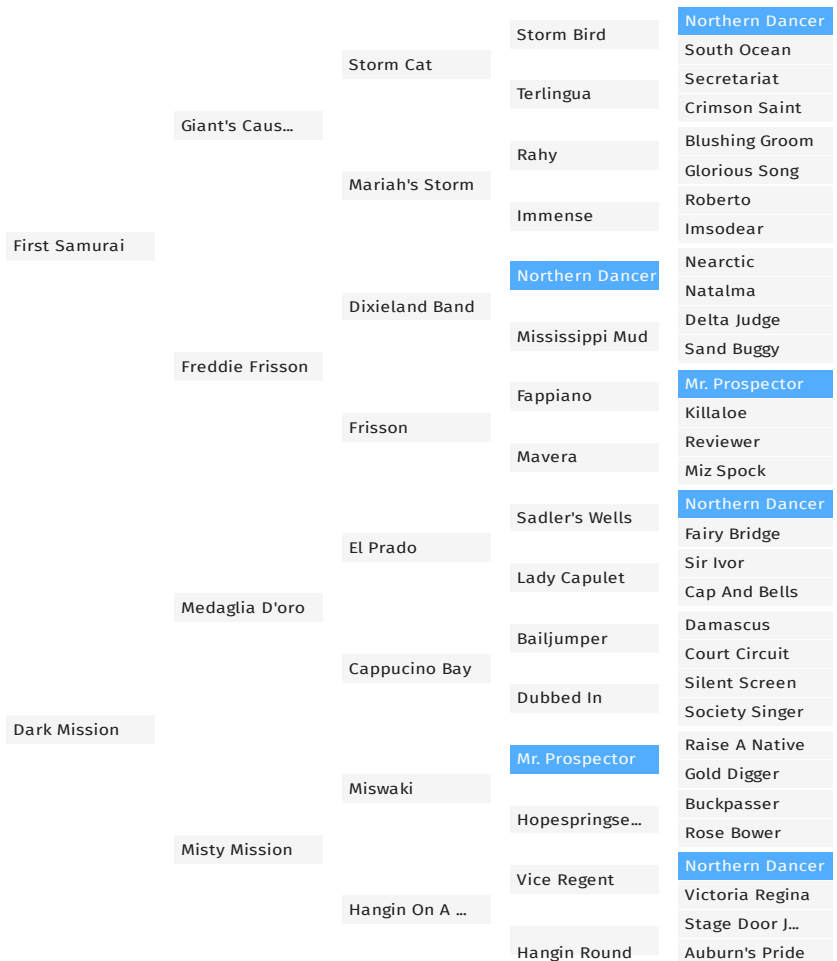 First Samurai
Dark Mission
Giant's Caus...
Freddie Frisson
Medaglia D'oro
Misty Mission
Storm Cat
Mariah's Storm
Dixieland Band
Frisson
El Prado
Cappucino Bay
Miswaki
Hangin On A ...
Storm Bird
Terlingua
Rahy
Immense
Northern Dancer
Mississippi Mud
Fappiano
Mavera
Sadler's Wells
Lady Capulet
Bailjumper
Dubbed In
Mr. Prospector
Hopespringse...
Vice Regent
Hangin Round
Northern Dancer
South Ocean
Secretariat
Crimson Saint
Blushing Groom
Glorious Song
Roberto
Imsodear
Nearctic
Natalma
Delta Judge
Sand Buggy
Mr. Prospector
Killaloe
Reviewer
Miz Spock
Northern Dancer
Fairy Bridge
Sir Ivor
Cap And Bells
Damascus
Court Circuit
Silent Screen
Society Singer
Raise A Native
Gold Digger
Buckpasser
Rose Bower
Northern Dancer
Victoria Regina
Stage Door J...
Auburn's Pride